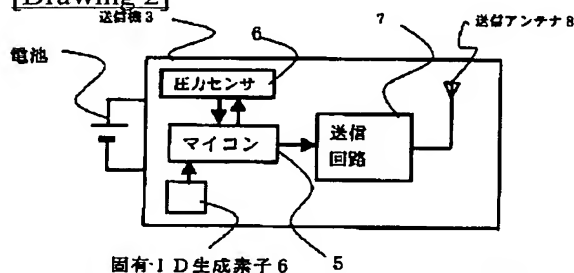 [Drawing 2]
送信機3
6
7
送信アンテナ8
電池
圧力センサ
マイコン
送信
回路
固有・ID生成素子6
5